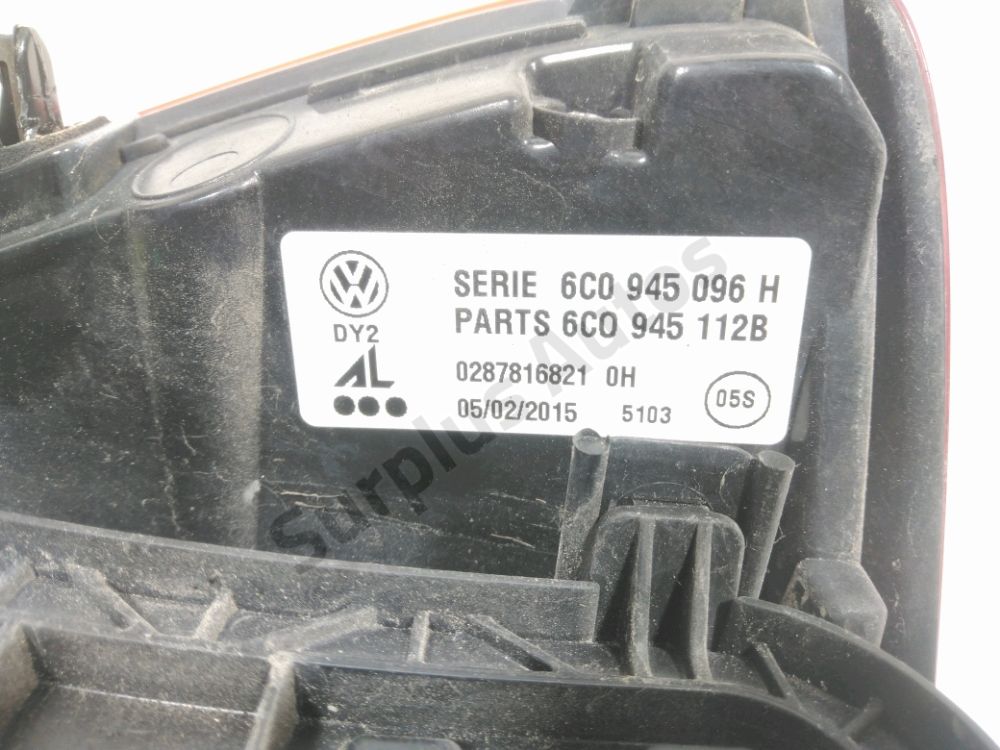 VW
DY2
AL
SERIE 6C0 945 096 H
PARTS 6C0 945 112B
0287816821 0H
05/02/2015 5103
05S
Surplus Autos